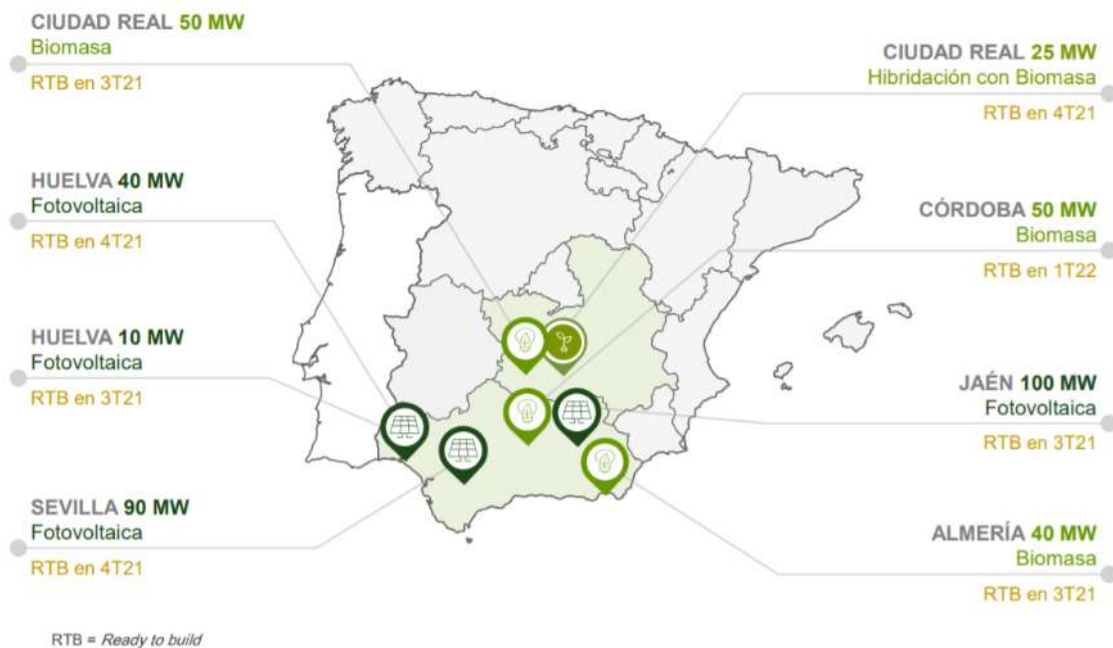 CIUDAD REAL 50 MW
Biomasa
RTB en 3T21
HUELVA 40 MW
Fotovoltaica
RTB en 4T21
HUELVA 10 MW
Fotovoltaica
RTB en 3T21
SEVILLA 90 MW
Fotovoltaica
RTB en 4T21
CIUDAD REAL 25 MW
Hibridación con Biomasa
RTB en 4T21
CÓRDOBA 50 MW
Biomasa
RTB en 1T22
JAÉN 100 MW
Fotovoltaica
RTB en 3T21
ALMERÍA 40 MW
Biomasa
RTB en 3T21
RTB = Ready to build